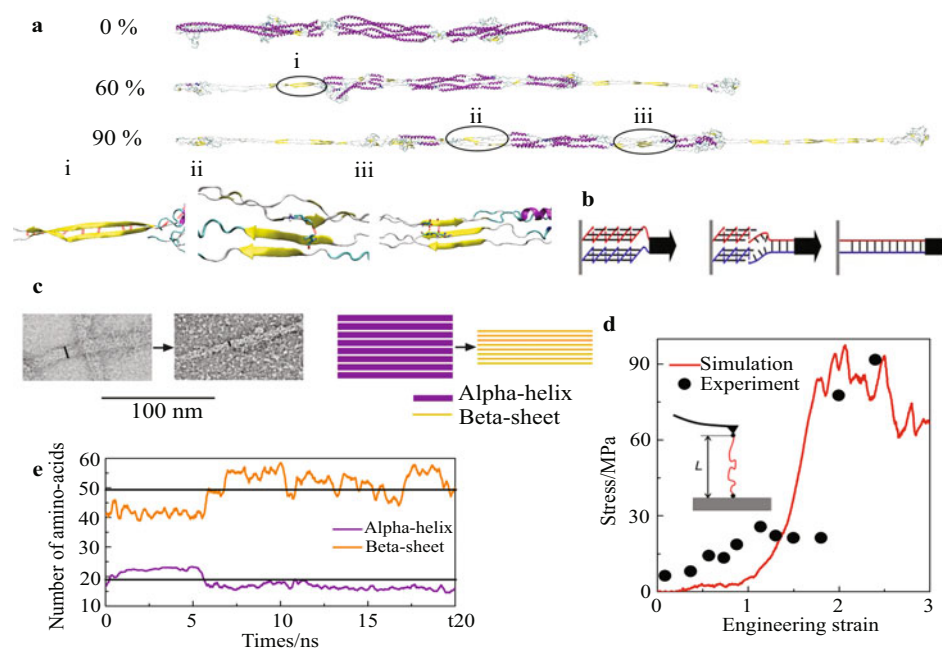 a
0 %
i
60 %
ii
iii
90 %
i
ii
iii
b
c
100 nm
Alpha-helix
Beta-sheet
d
90
60
30
0
Stress/MPa
Simulation
Experiment
L
0
1
2
3
Engineering strain
e
60
50
40
25
20
10
Number of amino-acids
Alpha-helix
Beta-sheet
0
5
10
15
t20
Times/ns